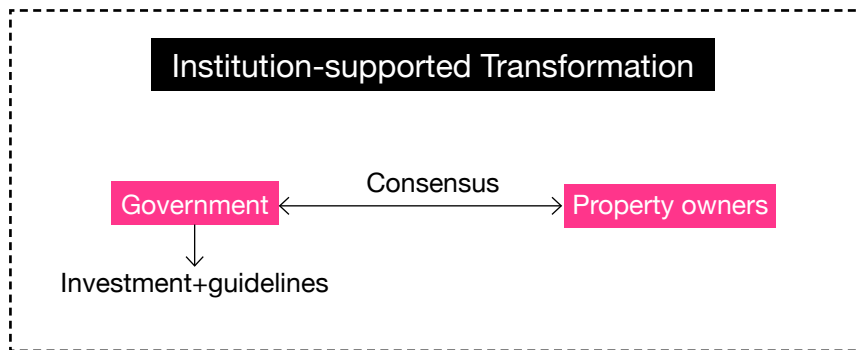 Institution-supported Transformation
Consensus
Government
Property owners
Investment+guidelines